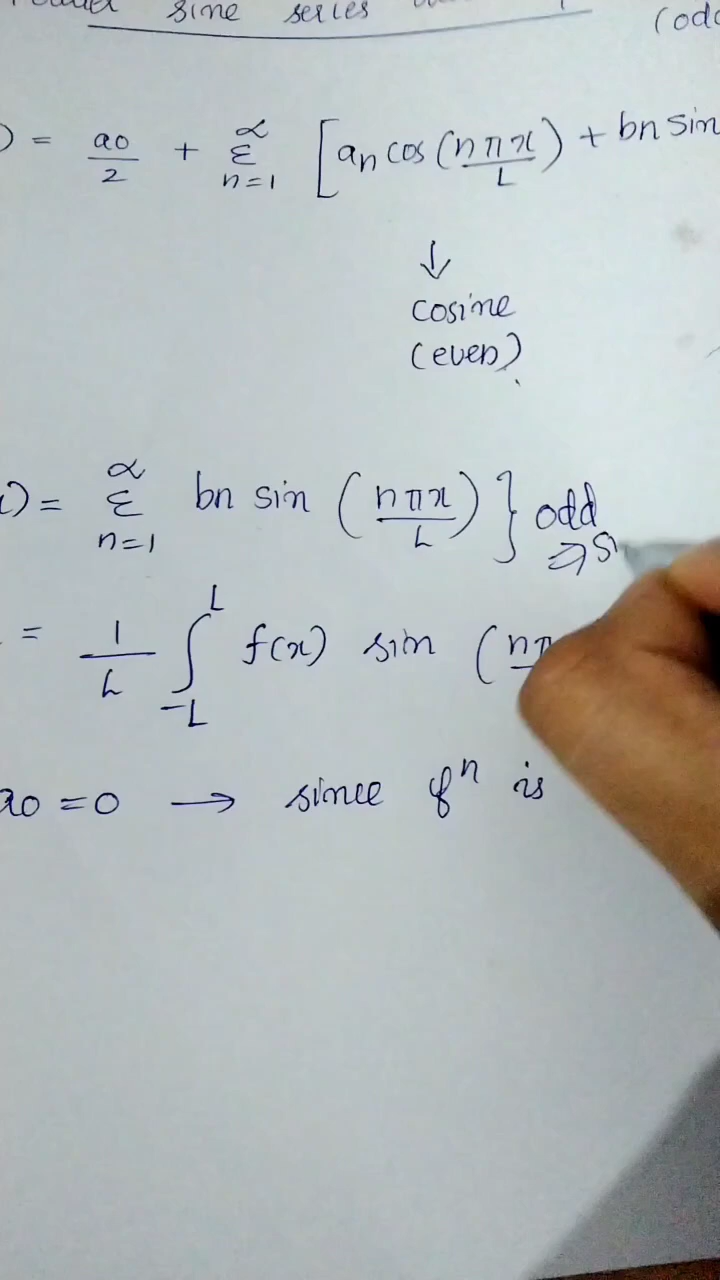 sine series (odd
) = a0/2 + Σ n=1 ∝ [an cos (nπx/L) + bn sin
↓
cosine
(even)
) = Σ n=1 ∝ bn sin (nπx/L) } odd
⇒ si
= 1/L ∫ -L L f(x) sin (nπ
a0 = 0 → since fⁿ is